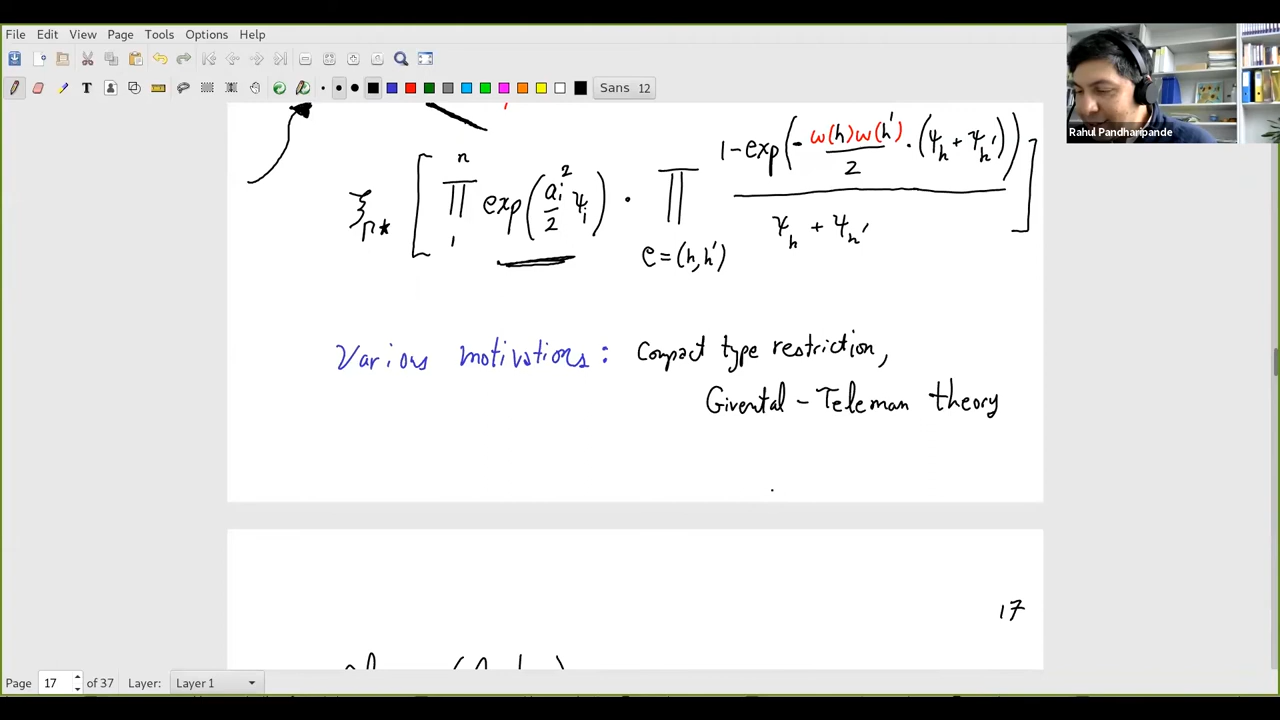 File Edit View Page Tools Options Help
Sans 12
Rahul Pandharipande
ξ_Γ* [ ∏_1^n exp(a_i^2/2 ψ_i) · ∏_{e=(h,h')} (1-exp(-w(h)w(h')/2 · (ψ_h+ψ_h')))/(ψ_h + ψ_h') ]
Various motivations: Compact type restriction,
Givental - Teleman theory
17
Page 17 of 37 Layer: Layer 1